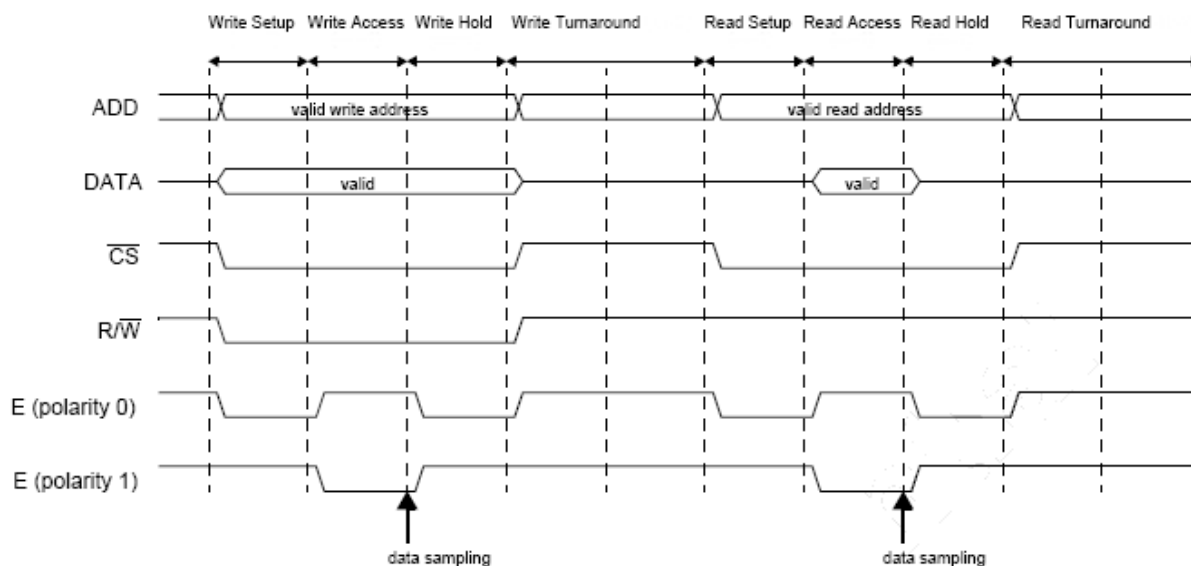 Write Setup Write Access Write Hold Write Turnaround Read Setup Read Access Read Hold Read Turnaround
ADD valid write address valid read address
DATA valid valid
CS
R/W
E (polarity 0)
E (polarity 1)
data sampling data sampling